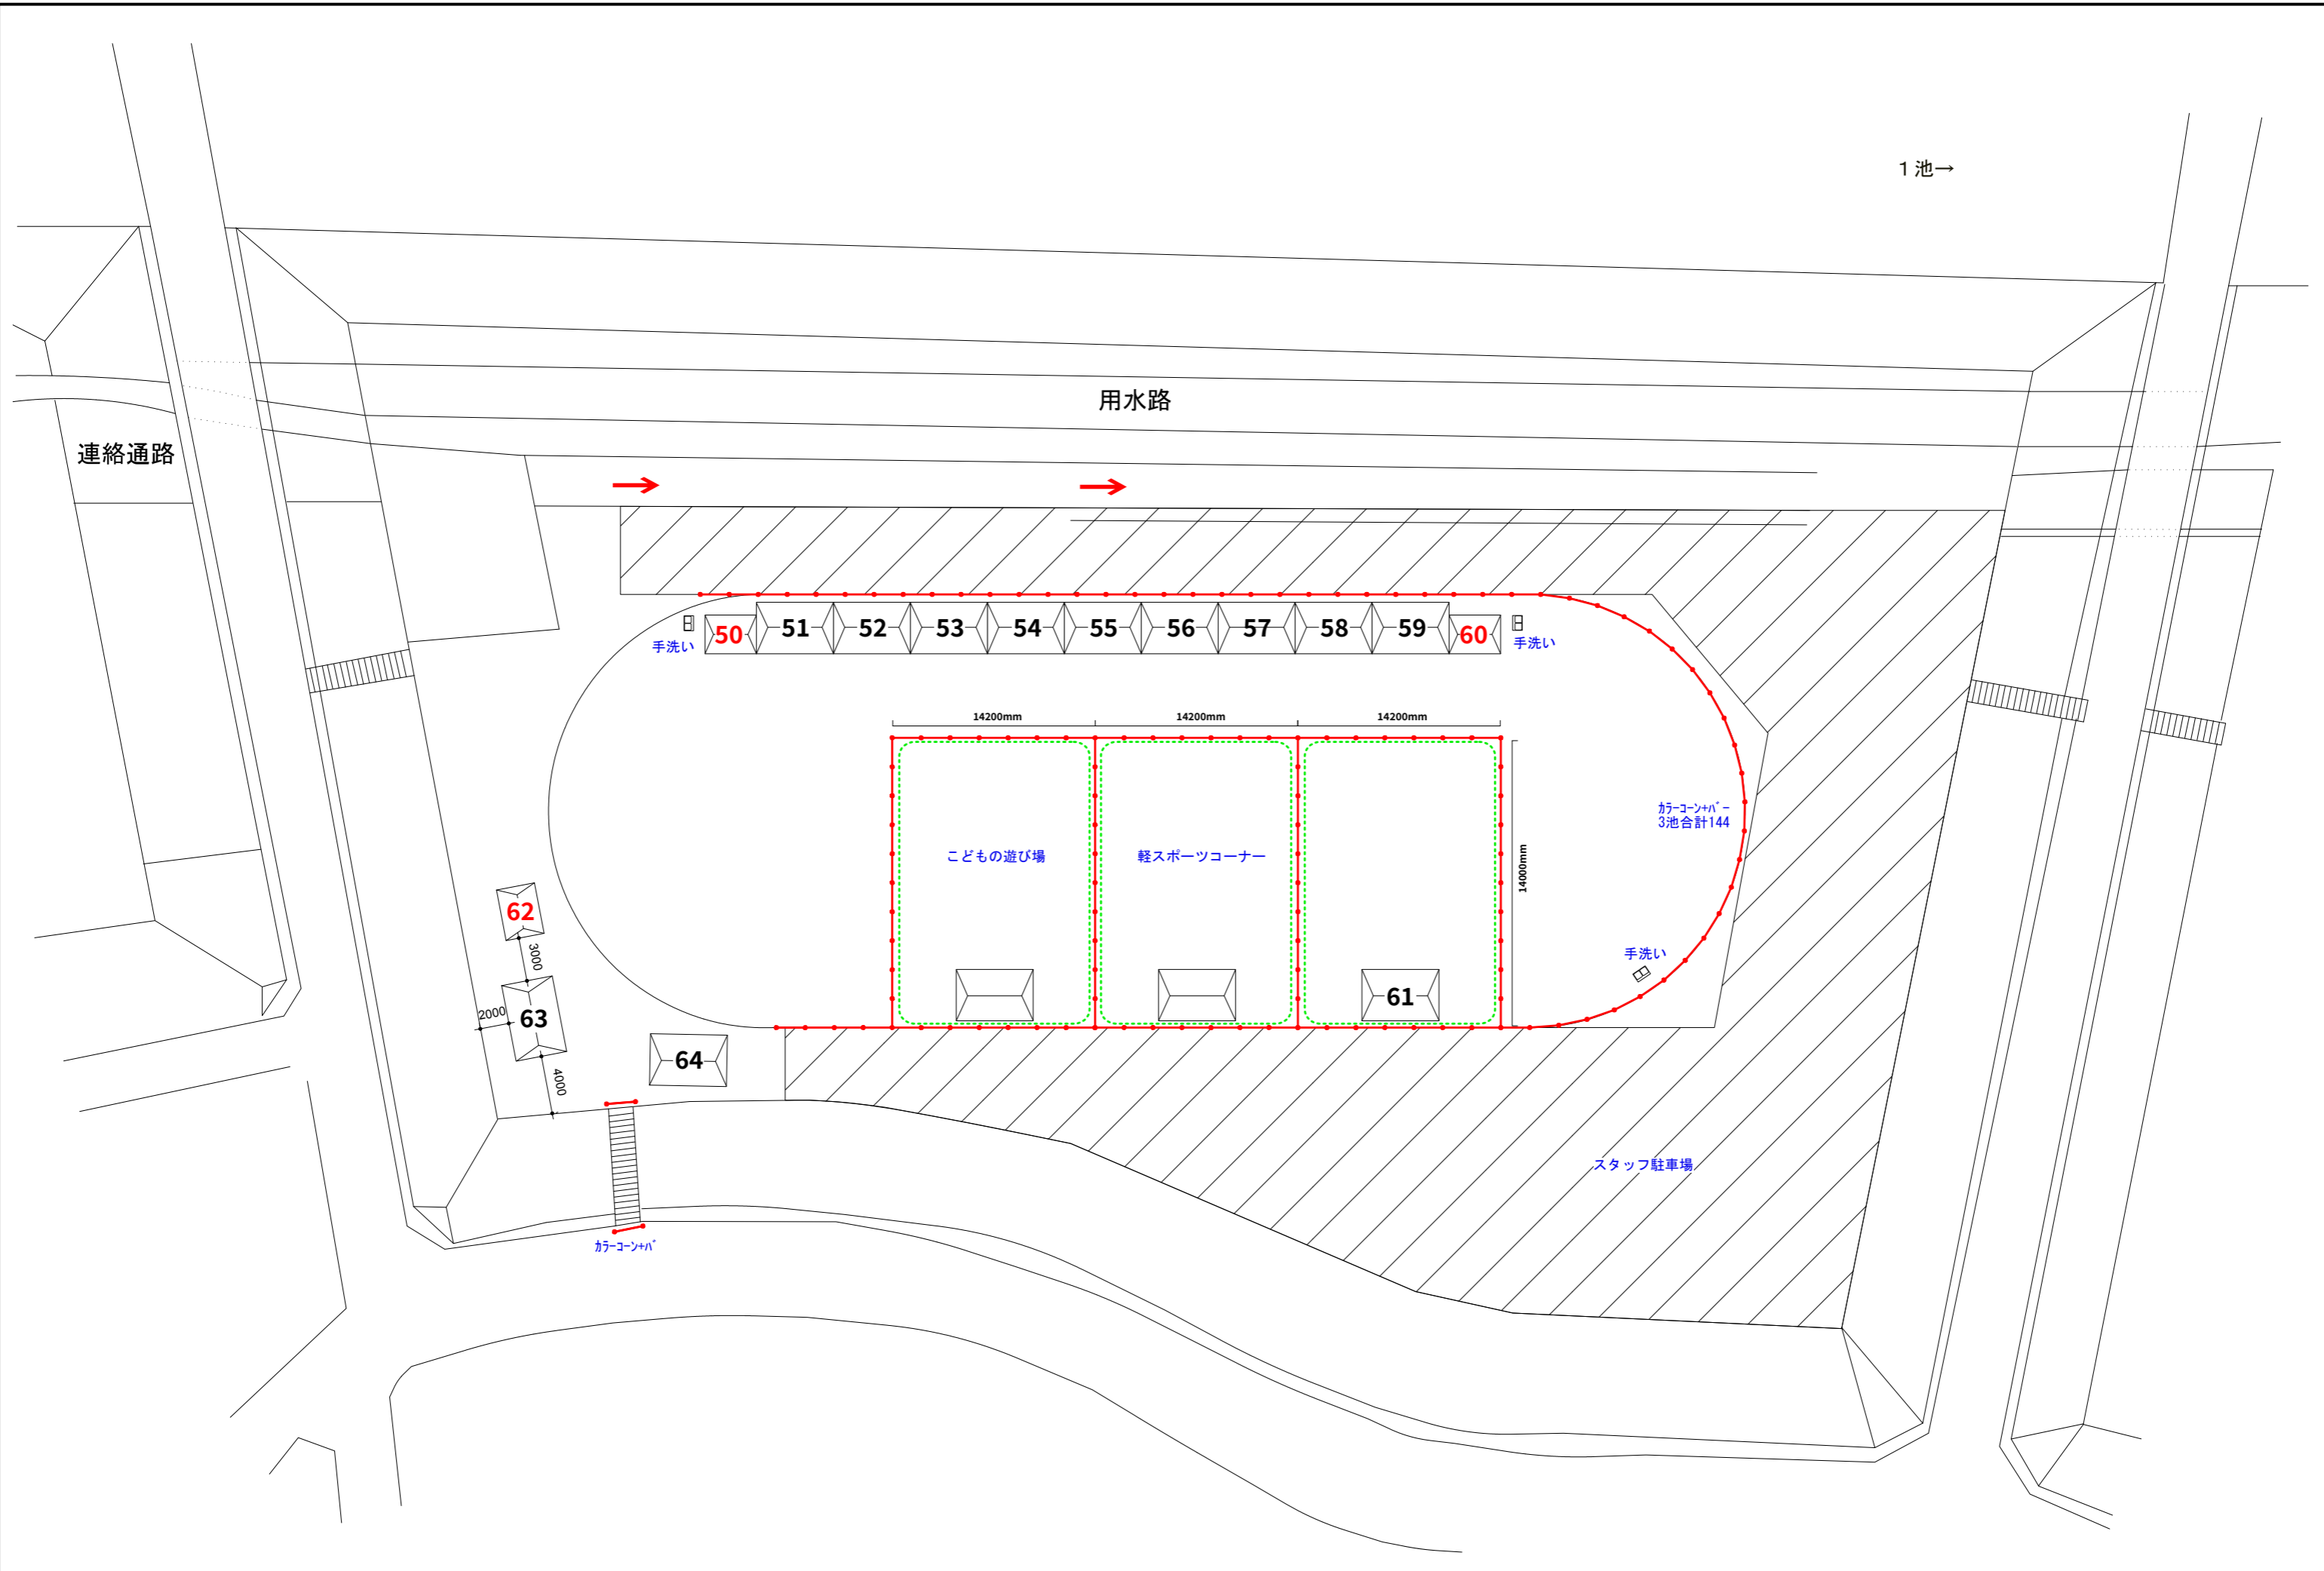 １池→
用水路
連絡通路
50
51
52
53
54
55
56
57
58
59
60
手洗い
手洗い
14200mm
14200mm
14200mm
14000mm
ｶﾗｰｺｰﾝ+ﾊﾞｰ
3池合計144
こどもの遊び場
軽スポーツコーナー
62
3000
手洗い
61
2000
63
64
4000
スタッフ駐車場
ｶﾗｰｺｰﾝ+ﾊﾞ